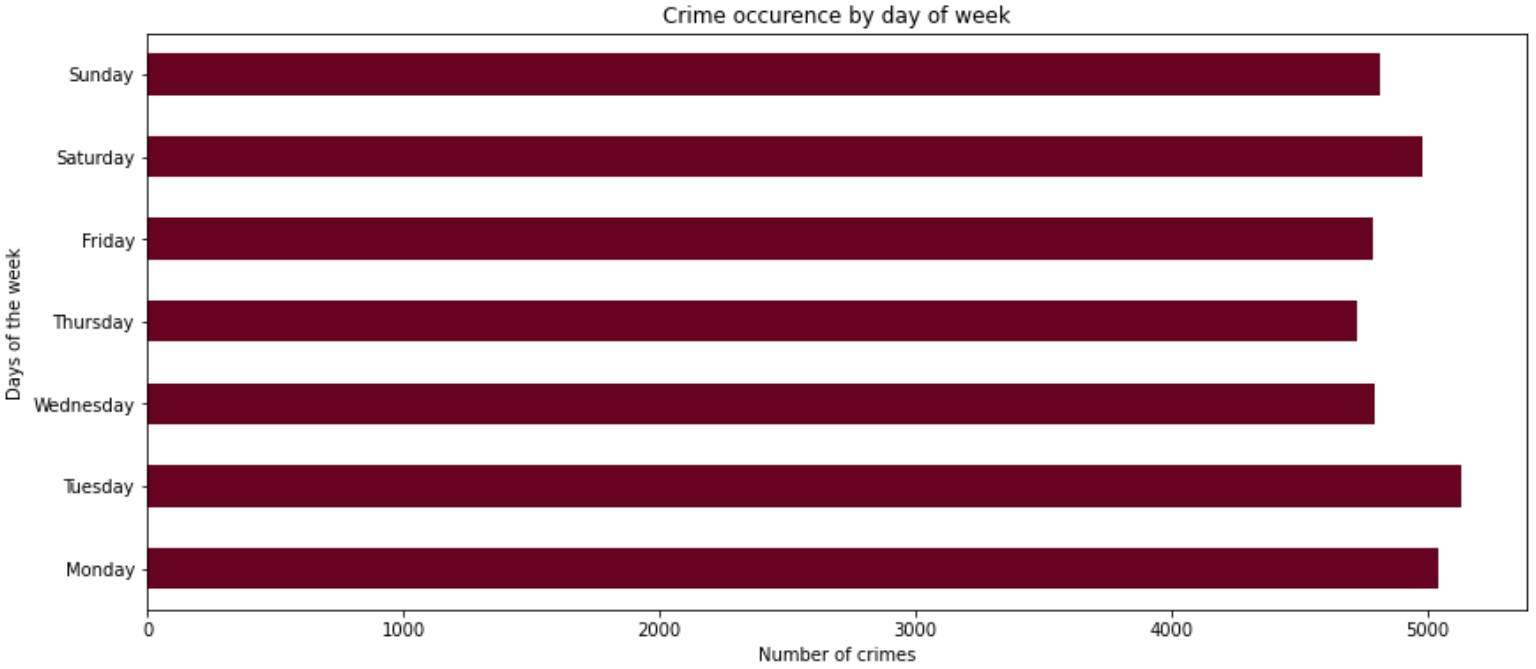 Crime occurence by day of week
Days of the week
Sunday
Saturday
Friday
Thursday
Wednesday
Tuesday
Monday
0 1000 2000 3000 4000 5000
Number of crimes